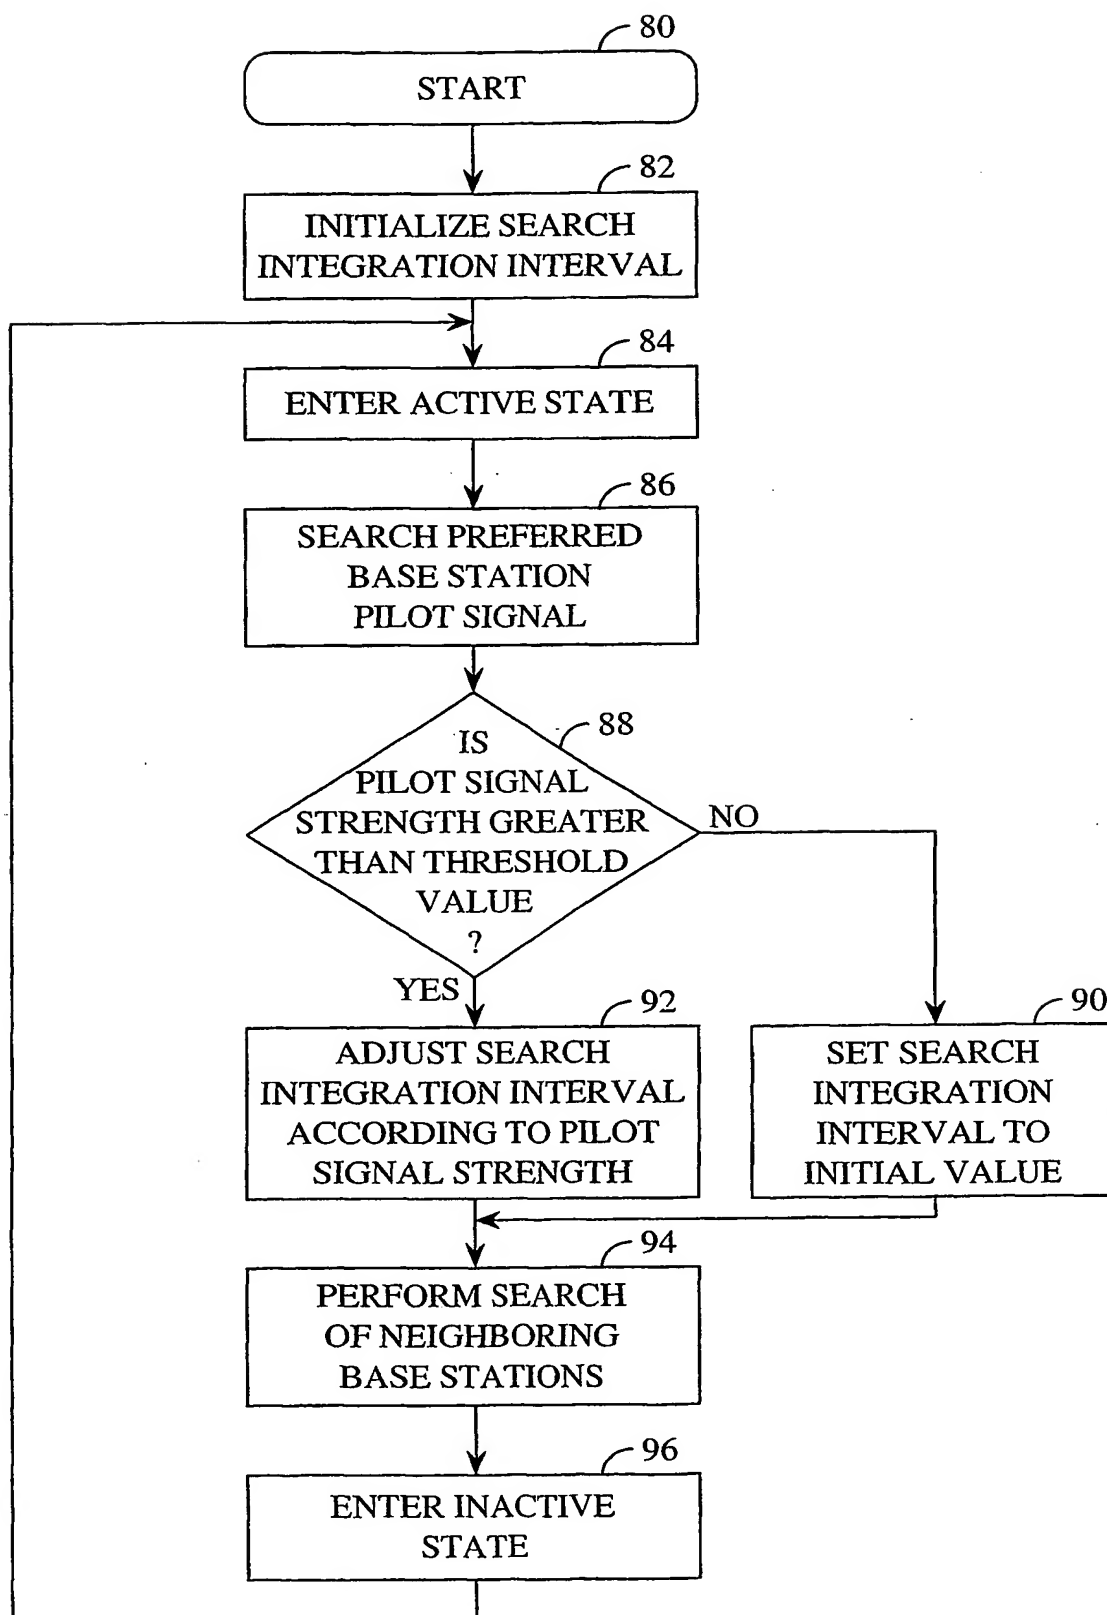 80
START
82
INITIALIZE SEARCH
INTEGRATION INTERVAL
84
ENTER ACTIVE STATE
86
SEARCH PREFERRED
BASE STATION
PILOT SIGNAL
88
IS
PILOT SIGNAL
STRENGTH GREATER
THAN THRESHOLD
VALUE
?
NO
YES
92
ADJUST SEARCH
INTEGRATION INTERVAL
ACCORDING TO PILOT
SIGNAL STRENGTH
90
SET SEARCH
INTEGRATION
INTERVAL TO
INITIAL VALUE
94
PERFORM SEARCH
OF NEIGHBORING
BASE STATIONS
96
ENTER INACTIVE
STATE